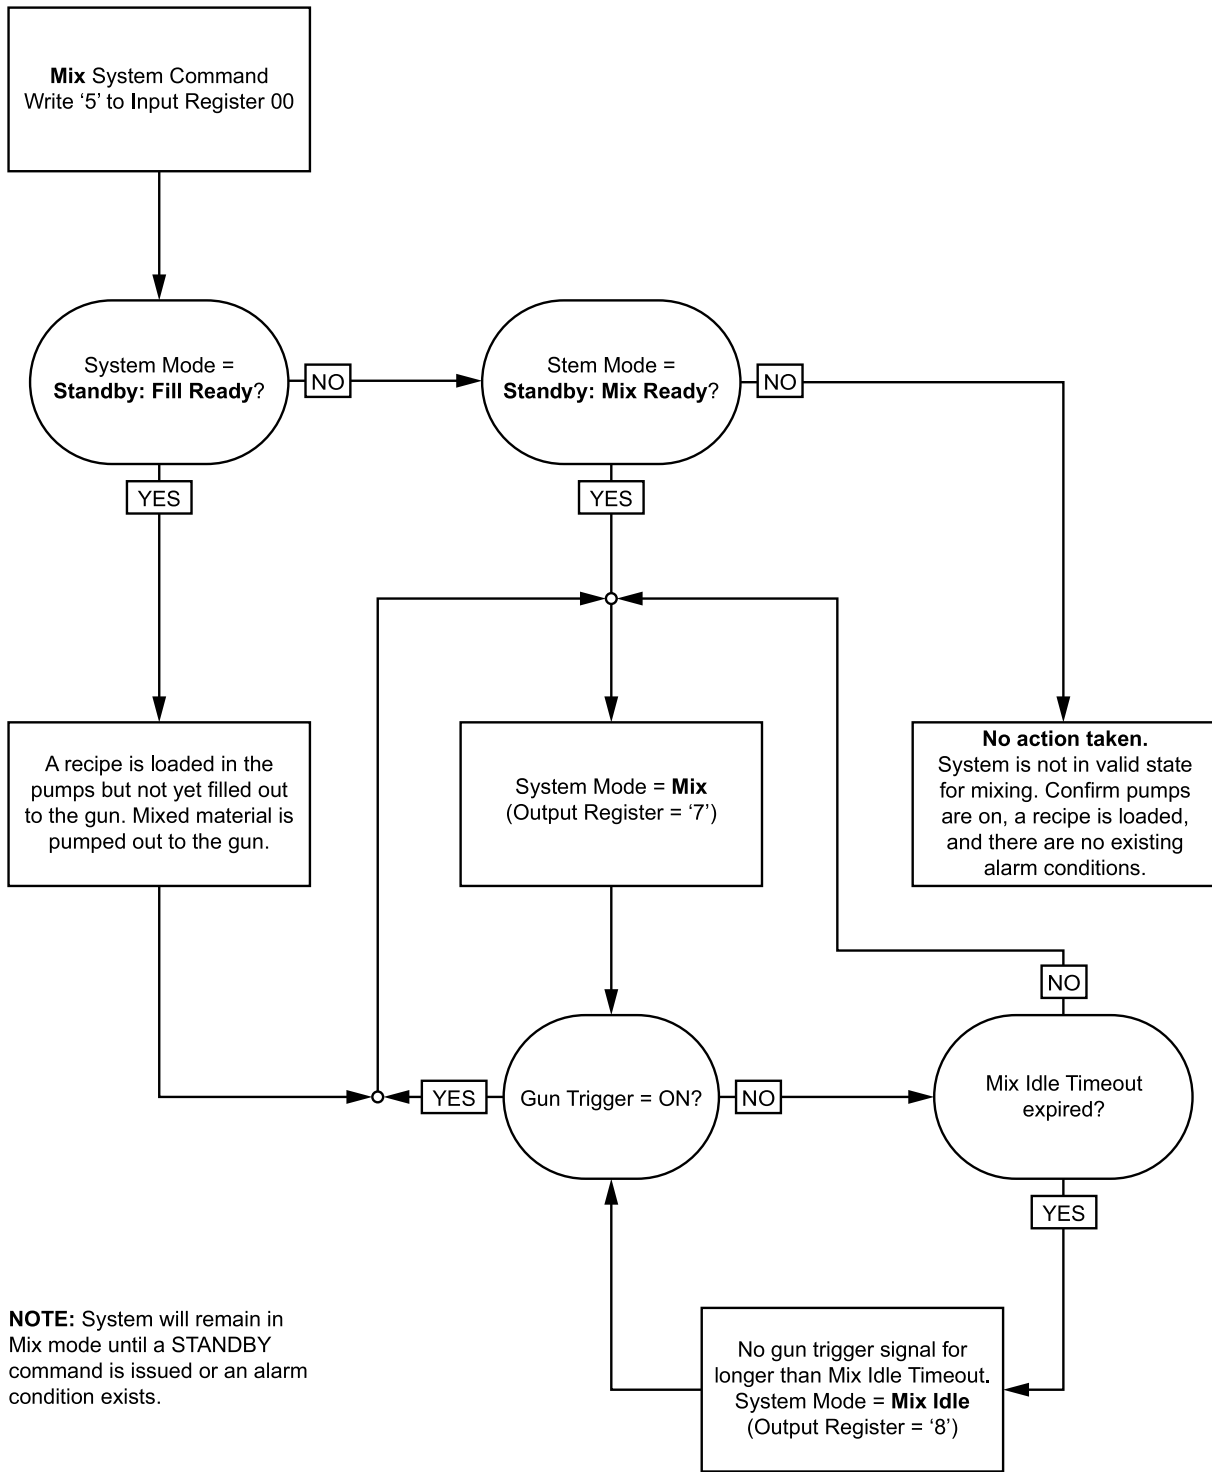 Mix System Command
Write ‘5’ to Input Register 00
System Mode =
Standby: Fill Ready?
NO
Stem Mode =
Standby: Mix Ready?
NO
YES
YES
A recipe is loaded in the
pumps but not yet filled out
to the gun. Mixed material is
pumped out to the gun.
System Mode = Mix
(Output Register = ‘7’)
No action taken.
System is not in valid state
for mixing. Confirm pumps
are on, a recipe is loaded,
and there are no existing
alarm conditions.
NO
YES
Gun Trigger = ON?
NO
Mix Idle Timeout
expired?
YES
NOTE: System will remain in
Mix mode until a STANDBY
command is issued or an alarm
condition exists.
No gun trigger signal for
longer than Mix Idle Timeout.
System Mode = Mix Idle
(Output Register = ‘8’)